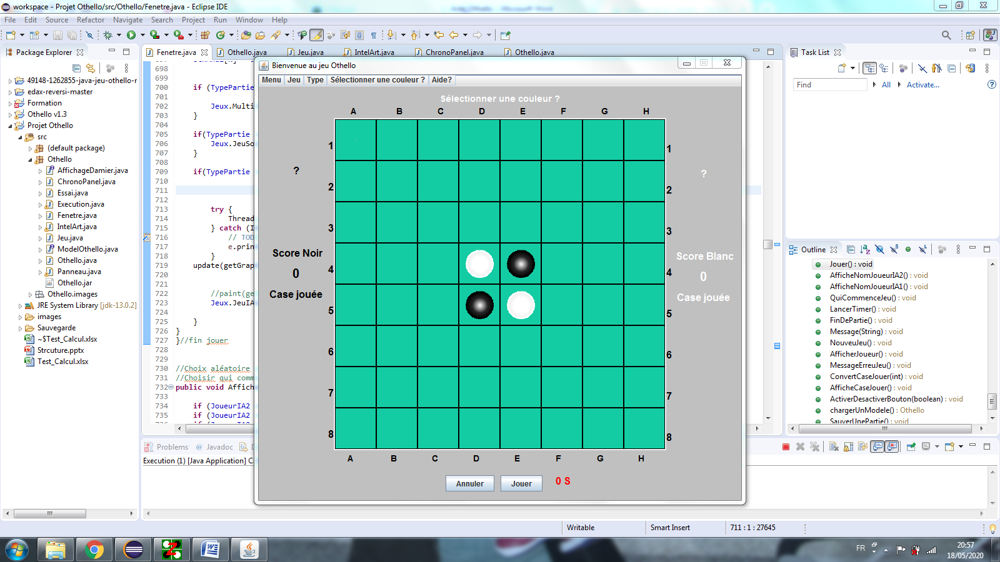 workspace - Projet Othello/src/Othello/Fenetre.java - Eclipse IDE
File Edit Source Refactor Navigate Search Project Run Window Help
Package Explorer
49148-1262855-java-jeu-othello-r
edax-reversi-master
Formation
Othello v1.3
Projet Othello
src
(default package)
Othello
AffichageDamier.java
ChronoPanel.java
Essai.java
Execution.java
Fenetre.java
IntelArt.java
Jeu.java
ModelOthello.java
Othello.java
Panneau.java
Othello.jar
Othello.images
JRE System Library [jdk-13.0.2]
images
Sauvegarde
~$Test_Calcul.xlsx
Strcuture.pptx
Test_Calcul.xlsx
Fenetre.java Othello.java Jeu.java IntelArt.java ChronoPanel.java Othello.java
698
699
700 if (TypePartie
701
702 Jeux.Multi
703 }
704
705 if(TypePartie
706 Jeux.JeuSo
707 }
708
709 if(TypePartie
710
711
712
713 try {
714 Thread
715 } catch (I
716 // TOD
717 e.prin
718 }
719 update(getGrap
720
721
722 //paint(ge
723 Jeux.JeuIA
724
725 }
726 }
727 }//fin jouer
728
729
730 //Choix aléatoire
731 //Choisir qui comm
732 public void Affich
733
734 if (JoueurIA2
735 if (JoueurIA2
Bienvenue au jeu Othello
Menu Jeu Type Sélectionner une couleur ? Aide?
Sélectionner une couleur ?
A B C D E F G H
1 1
? ?
2 2
3 3
Score Noir Score Blanc
4 4
0 0
Case jouée Case jouée
5 5
6 6
7 7
8 8
A B C D E F G H
Annuler Jouer 0 S
Task List
Find All Activate...
Outline
Jouer() : void
AfficheNomJoueurIA2() : void
AfficheNomJoueurIA1() : void
QuiCommenceJeu() : void
LancerTimer() : void
FinDePartie() : void
Message(String) : void
NouveuJeu() : void
AfficherJoueur() : void
MessageErreuJeu() : void
ConvertCaseJouer(int) : void
AfficheCaseJouer() : void
ActiverDesactiverBouton(boolean) : void
chargerUnModele() : Othello
SauverUnePartie() : void
Problems Javadoc
Execution (1) [Java Application] C
Writable Smart Insert 711 : 1 : 27645
FR 20:57
18/05/2020